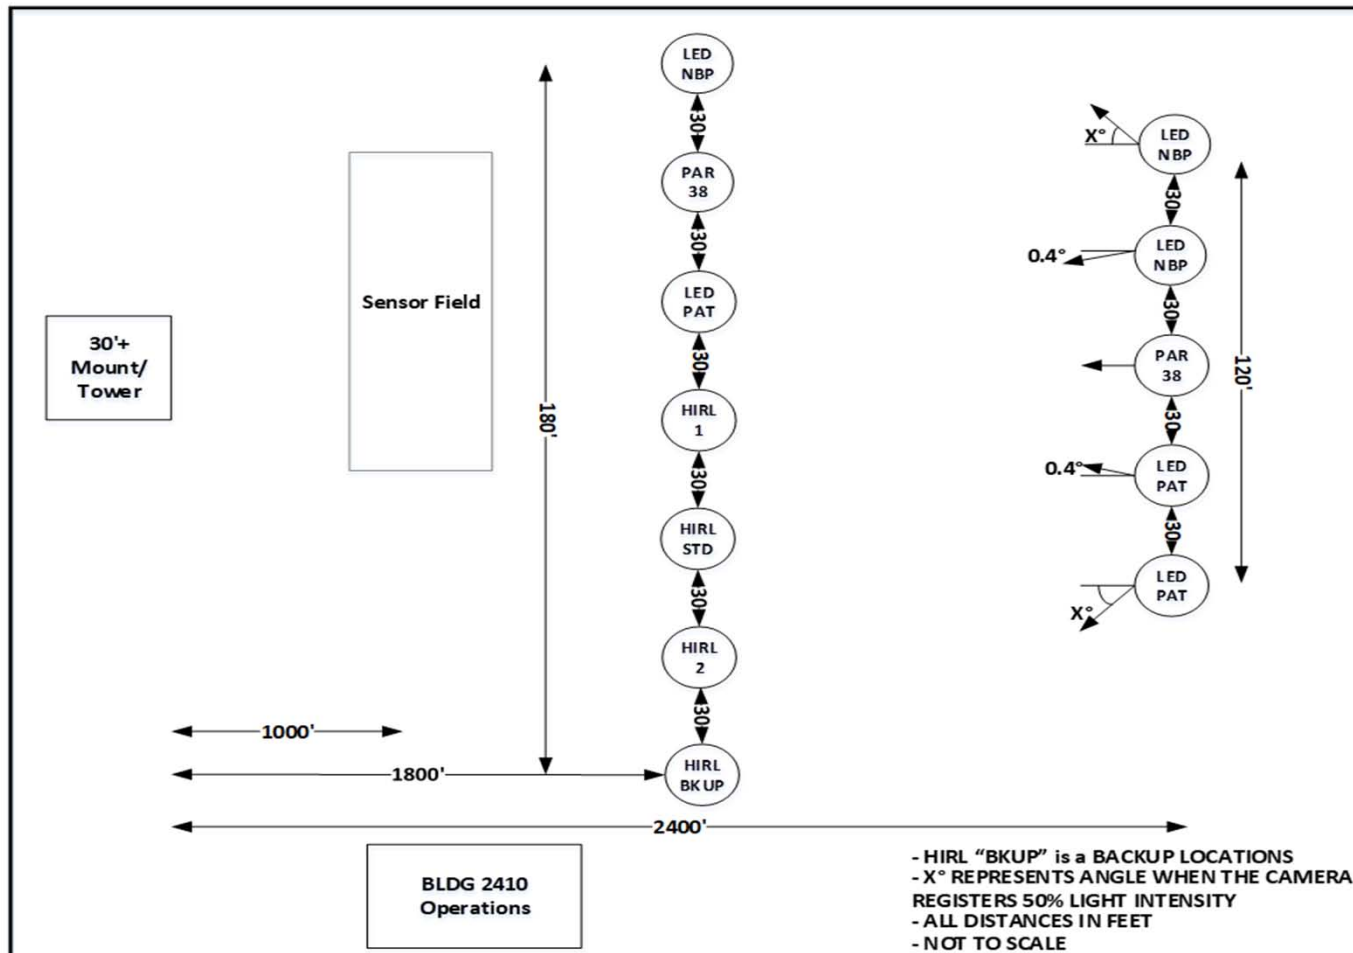 LED
NBP
30
PAR
38
30
LED
PAT
30
HIRL
1
30
HIRL
STD
30
HIRL
2
30
HIRL
BKUP
Sensor Field
30'+
Mount/
Tower
180'
X°
LED
NBP
30
0.4°
LED
NBP
30
PAR
38
30
0.4°
LED
PAT
30
X°
LED
PAT
120'
1000'
1800'
2400'
BLDG 2410
Operations
- HIRL “BKUP” is a BACKUP LOCATIONS
- X° REPRESENTS ANGLE WHEN THE CAMERA
REGISTERS 50% LIGHT INTENSITY
- ALL DISTANCES IN FEET
- NOT TO SCALE